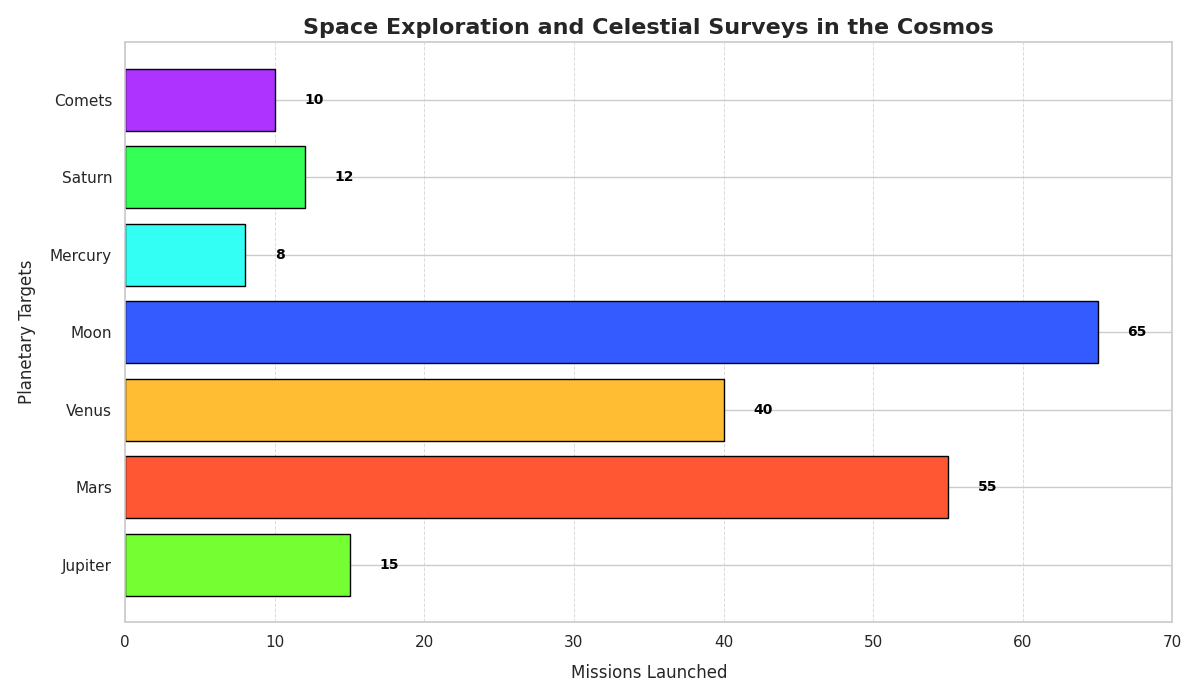 Space Exploration and Celestial Surveys in the Cosmos
Planetary Targets
Comets
10
Saturn
12
Mercury
8
Moon
65
Venus
40
Mars
55
Jupiter
15
0 10 20 30 40 50 60 70
Missions Launched